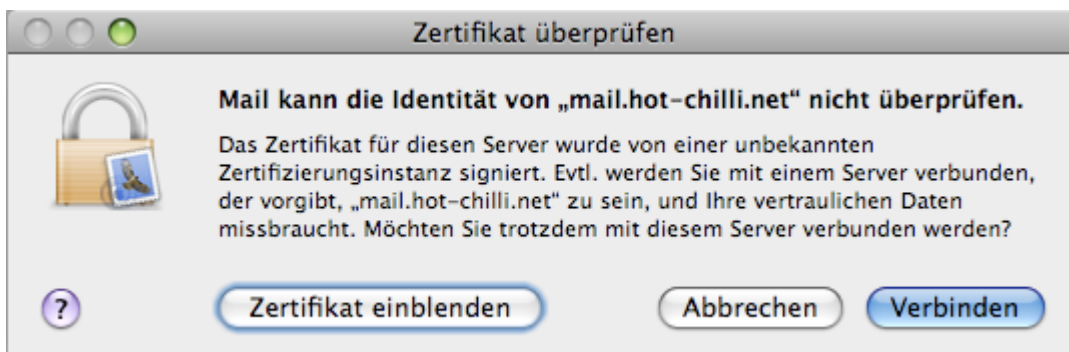 Zertifikat überprüfen
Mail kann die Identität von „mail.hot-chilli.net“ nicht überprüfen.
Das Zertifikat für diesen Server wurde von einer unbekannten
Zertifizierungsinstanz signiert. Evtl. werden Sie mit einem Server verbunden,
der vorgibt, „mail.hot-chilli.net“ zu sein, und Ihre vertraulichen Daten
missbraucht. Möchten Sie trotzdem mit diesem Server verbunden werden?
? Zertifikat einblenden Abbrechen Verbinden